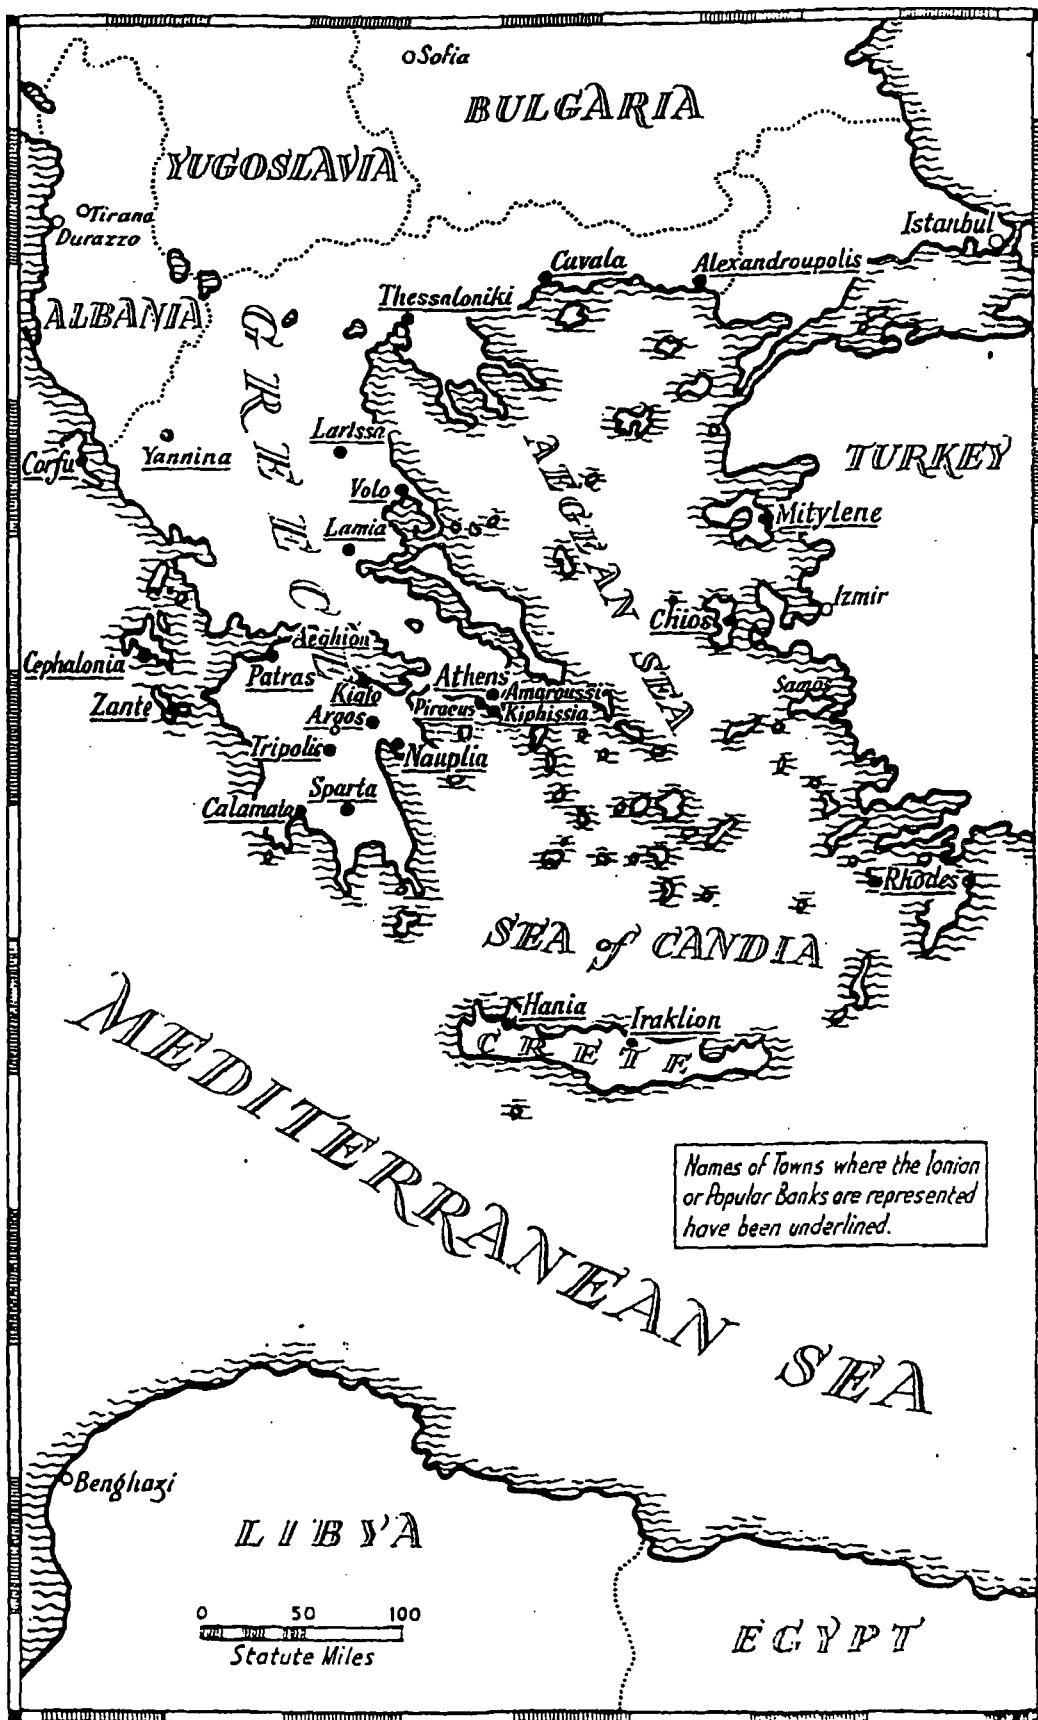 Sofia
BULGARIA
YUGOSLAVIA
Tirana
Durazzo
Istanbul
Cavala
Alexandroupolis
Thessaloniki
ALBANIA
GREECE
Larissa
Yannina
Corfu
Volo
Lamia
AEGEAN SEA
TURKEY
Mitylene
Chios
Izmir
Aeghion
Cephalonia
Patras
Kiato
Athens
Amaroussi
Piraeus
Kiphissia
Samos
Zante
Argos
Tripolis
Nauplia
Sparta
Calamata
Rhodes
SEA of CANDIA
Hania
Iraklion
CRETE
MEDITERRANEAN SEA
Names of Towns where the Ionian
or Popular Banks are represented
have been underlined.
Benghazi
LIBYA
EGYPT
0 50 100
Statute Miles